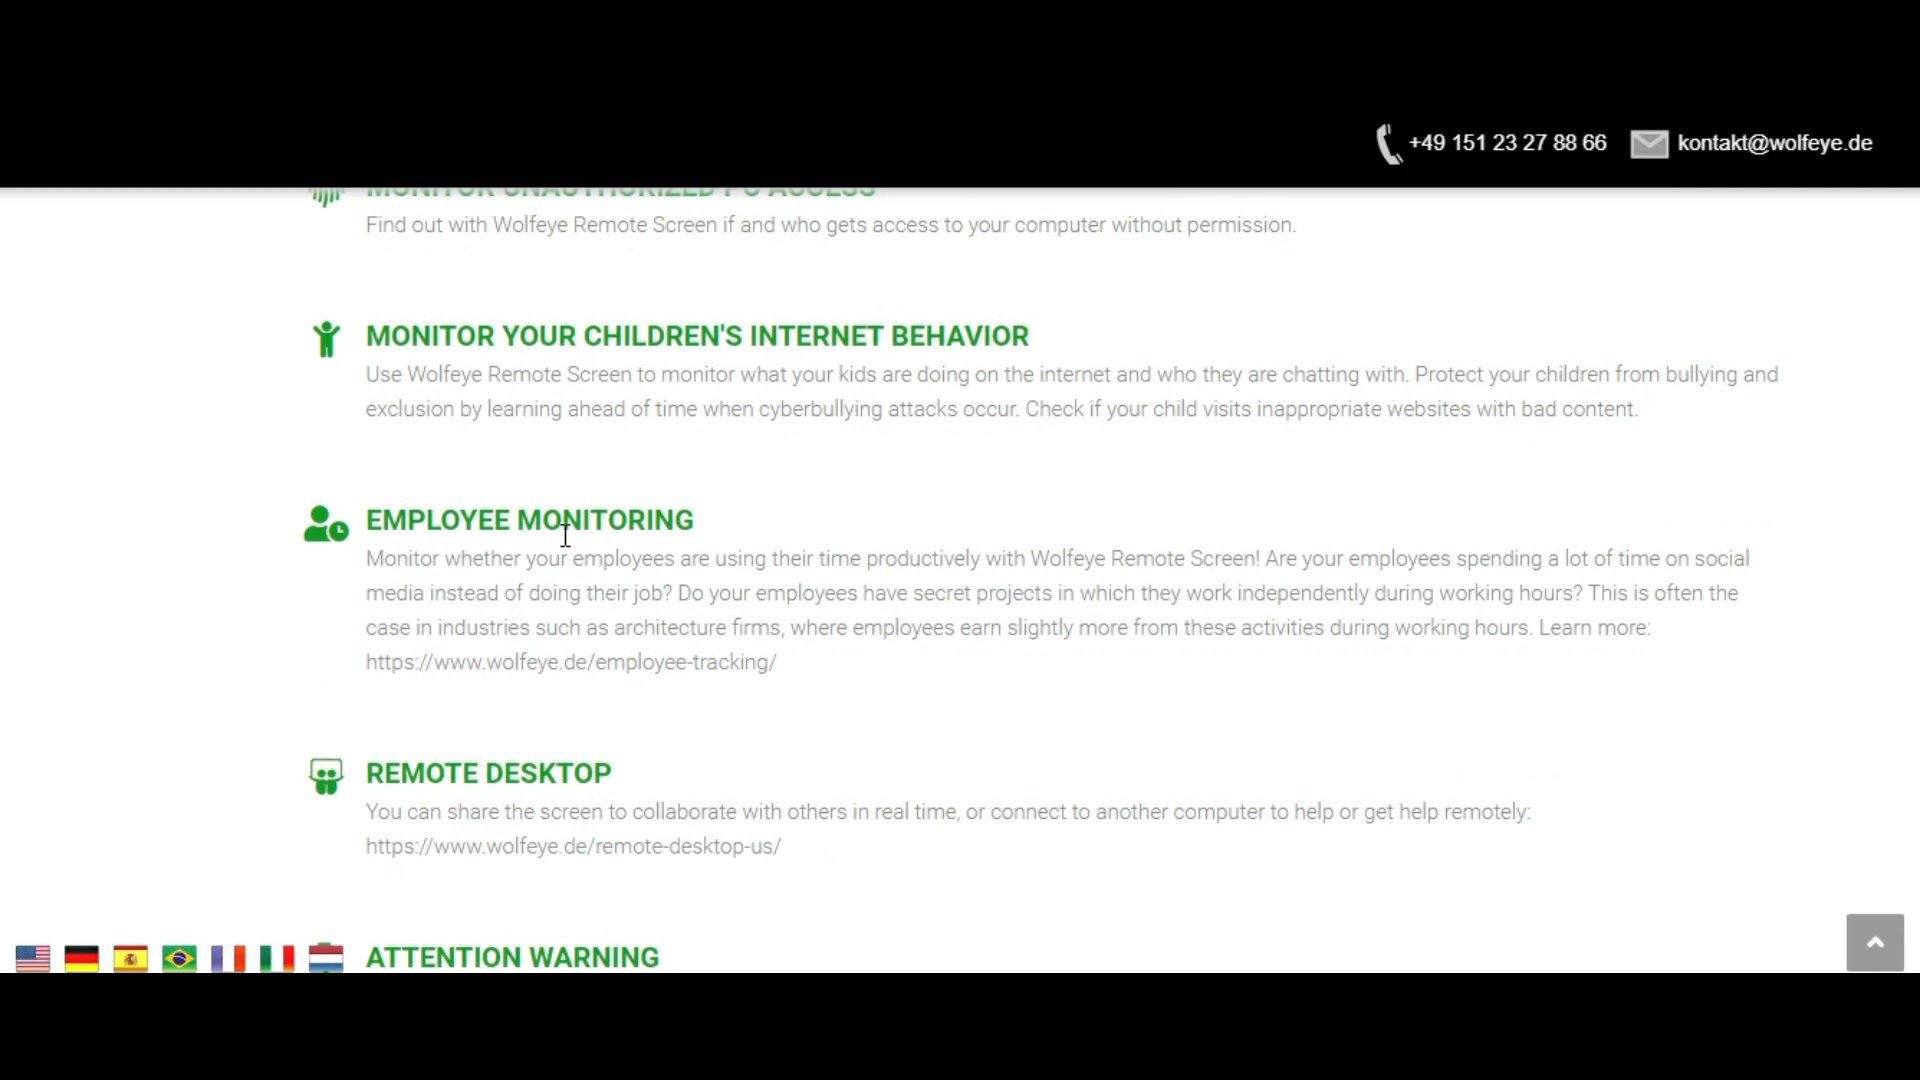 +49 151 23 27 88 66 kontakt@wolfeye.de
MONITOR UNAUTHORIZED PC ACCESS
Find out with Wolfeye Remote Screen if and who gets access to your computer without permission.
MONITOR YOUR CHILDREN'S INTERNET BEHAVIOR
Use Wolfeye Remote Screen to monitor what your kids are doing on the internet and who they are chatting with. Protect your children from bullying and
exclusion by learning ahead of time when cyberbullying attacks occur. Check if your child visits inappropriate websites with bad content.
EMPLOYEE MONITORING
Monitor whether your employees are using their time productively with Wolfeye Remote Screen! Are your employees spending a lot of time on social
media instead of doing their job? Do your employees have secret projects in which they work independently during working hours? This is often the
case in industries such as architecture firms, where employees earn slightly more from these activities during working hours. Learn more:
https://www.wolfeye.de/employee-tracking/
REMOTE DESKTOP
You can share the screen to collaborate with others in real time, or connect to another computer to help or get help remotely:
https://www.wolfeye.de/remote-desktop-us/
ATTENTION WARNING